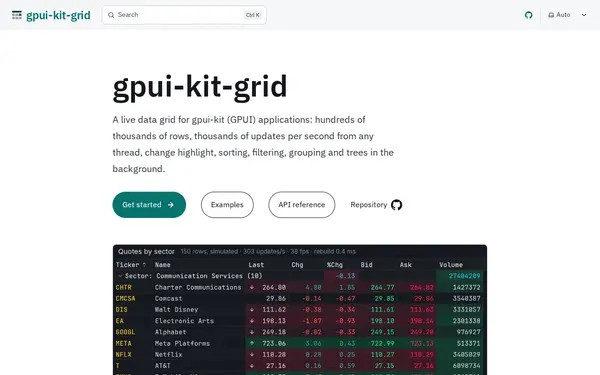 gpui-kit-grid
Search
Ctrl K
Auto
gpui-kit-grid
A live data grid for gpui-kit (GPUI) applications: hundreds of
thousands of rows, thousands of updates per second from any
thread, change highlight, sorting, filtering, grouping and trees in the
background.
Get started →
Examples
API reference
Repository
Quotes by sector 150 rows, simulated · 303 updates/s · 36 fps · rebuild 0.4 ms
Ticker ↑ Name Last Chg %Chg Bid Ask Volume
Sector: Communication Services (10) -0.13 27484289
CHTR Charter Communications ↓ 264.80 4.80 1.85 264.77 264.82 1427372
CMCSA Comcast 29.86 -0.14 -0.47 29.85 29.86 3540387
DIS Walt Disney ↓ 111.62 -0.38 -0.34 111.61 111.63 3331057
EA Electronic Arts ↓ 198.13 -1.87 -0.93 198.10 198.14 2301338
GOOGL Alphabet ↓ 249.18 -0.82 -0.33 249.15 249.20 976927
META Meta Platforms ↑ 723.06 3.06 0.43 722.99 723.13 513371
NFLX Netflix ↓ 110.28 0.28 0.25 110.27 110.29 3405029
T AT&T ↓ 27.16 0.16 0.59 27.15 27.16 6098734